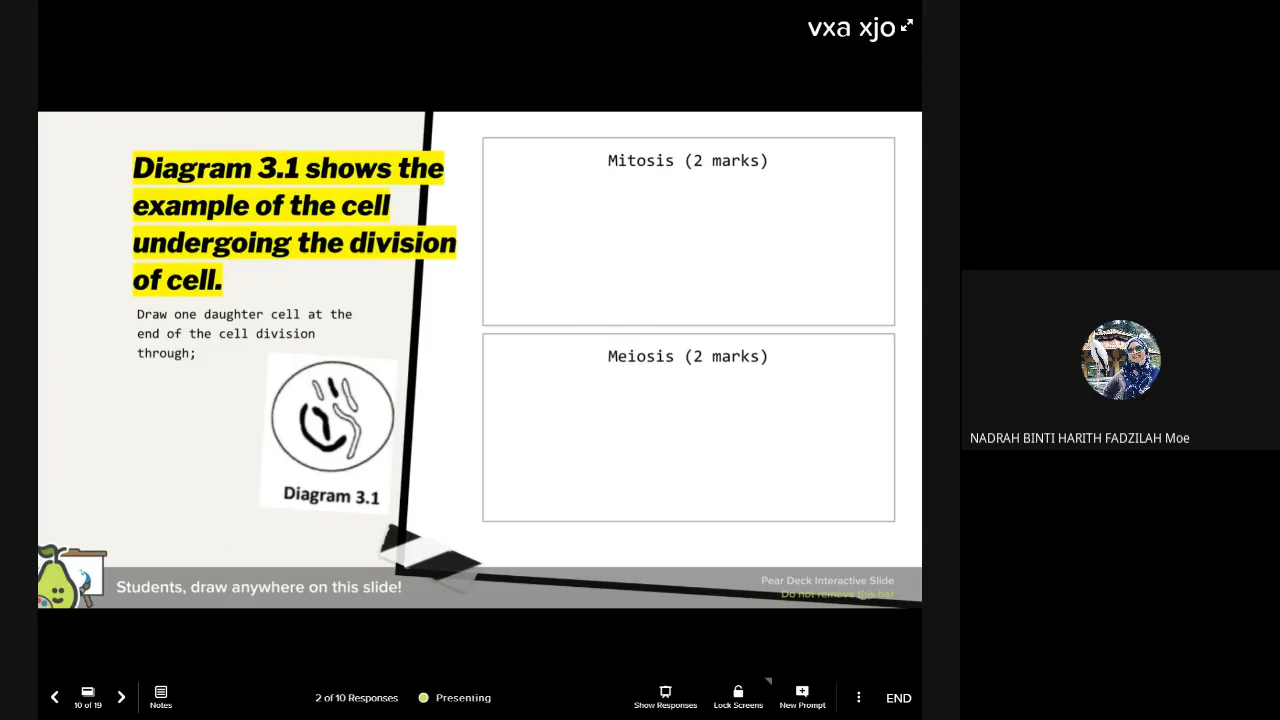 vxa xjo
Diagram 3.1 shows the
example of the cell
undergoing the division
of cell.
Draw one daughter cell at the
end of the cell division
through;
Diagram 3.1
Mitosis (2 marks)
Meiosis (2 marks)
Students, draw anywhere on this slide!
Pear Deck Interactive Slide
Do not remove this bar
NADRAH BINTI HARITH FADZILAH Moe
10 of 19
Notes
2 of 10 Responses
Presenting
Show Responses
Lock Screens
New Prompt
END